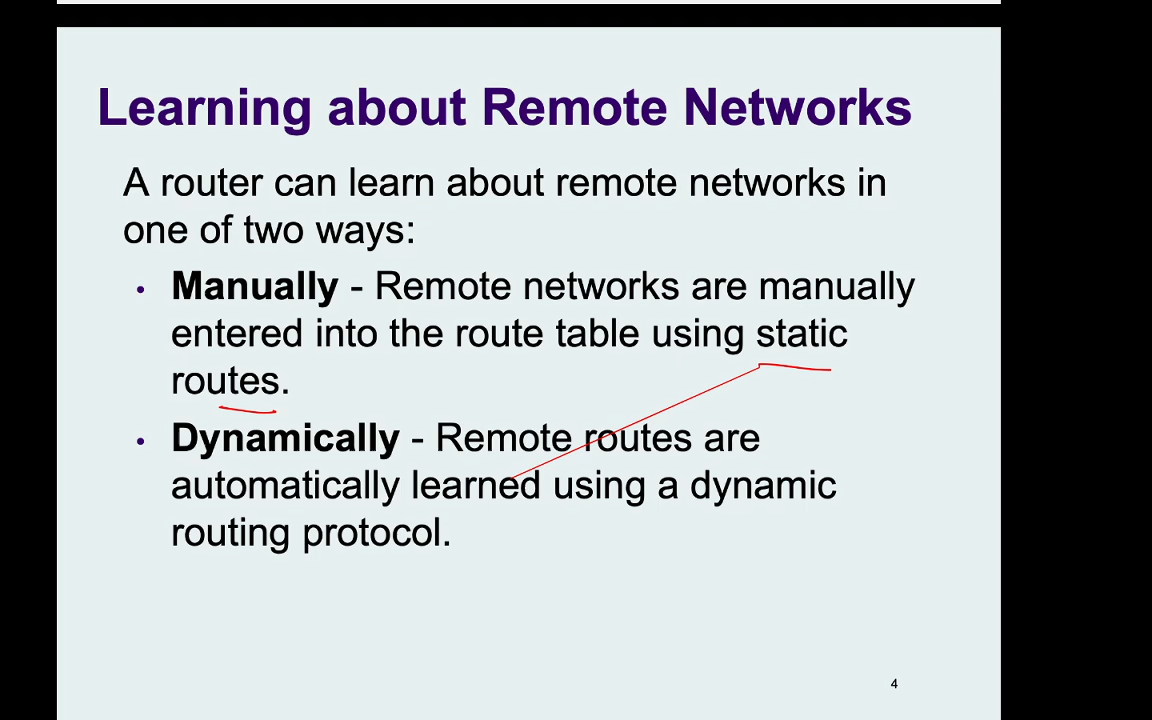 Learning about Remote Networks
A router can learn about remote networks in
one of two ways:
• Manually - Remote networks are manually
entered into the route table using static
routes.
• Dynamically - Remote routes are
automatically learned using a dynamic
routing protocol.
4